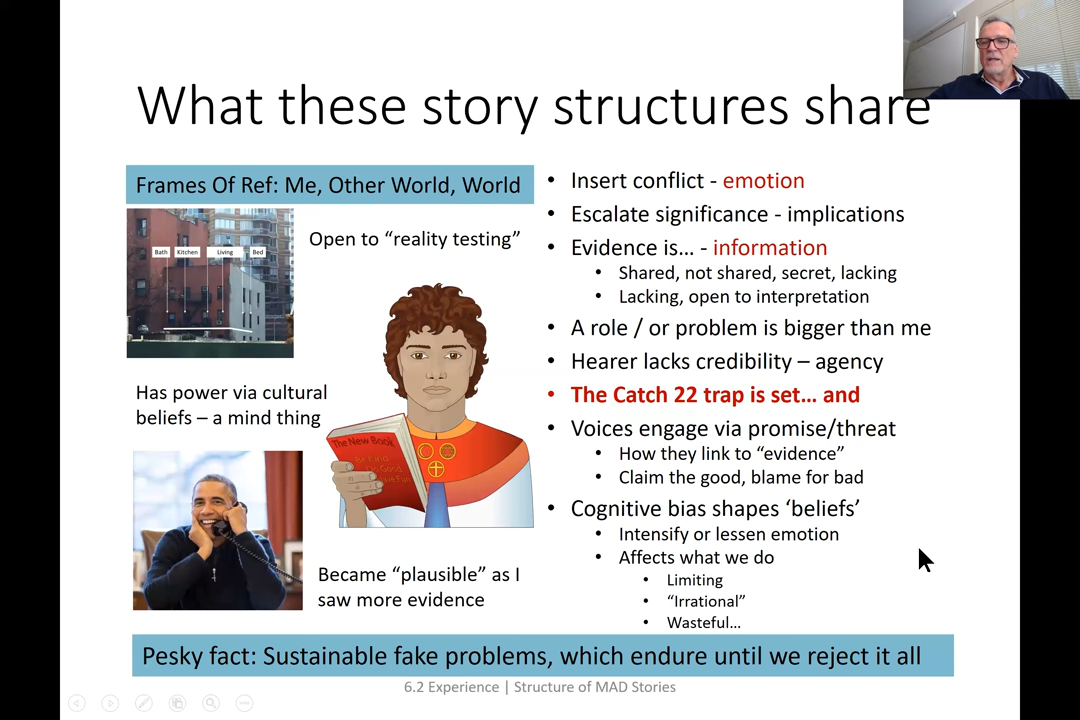 What these story structures share
Frames Of Ref: Me, Other World, World
Bath Kitchen Living Bed
Open to “reality testing”
Has power via cultural
beliefs – a mind thing
The New Book
Be Kind
Do Good
Have Fun
Became “plausible” as I
saw more evidence
• Insert conflict - emotion
• Escalate significance - implications
• Evidence is… - information
• Shared, not shared, secret, lacking
• Lacking, open to interpretation
• A role / or problem is bigger than me
• Hearer lacks credibility – agency
• The Catch 22 trap is set… and
• Voices engage via promise/threat
• How they link to “evidence”
• Claim the good, blame for bad
• Cognitive bias shapes ‘beliefs’
• Intensify or lessen emotion
• Affects what we do
• Limiting
• “Irrational”
• Wasteful…
Pesky fact: Sustainable fake problems, which endure until we reject it all
6.2 Experience | Structure of MAD Stories